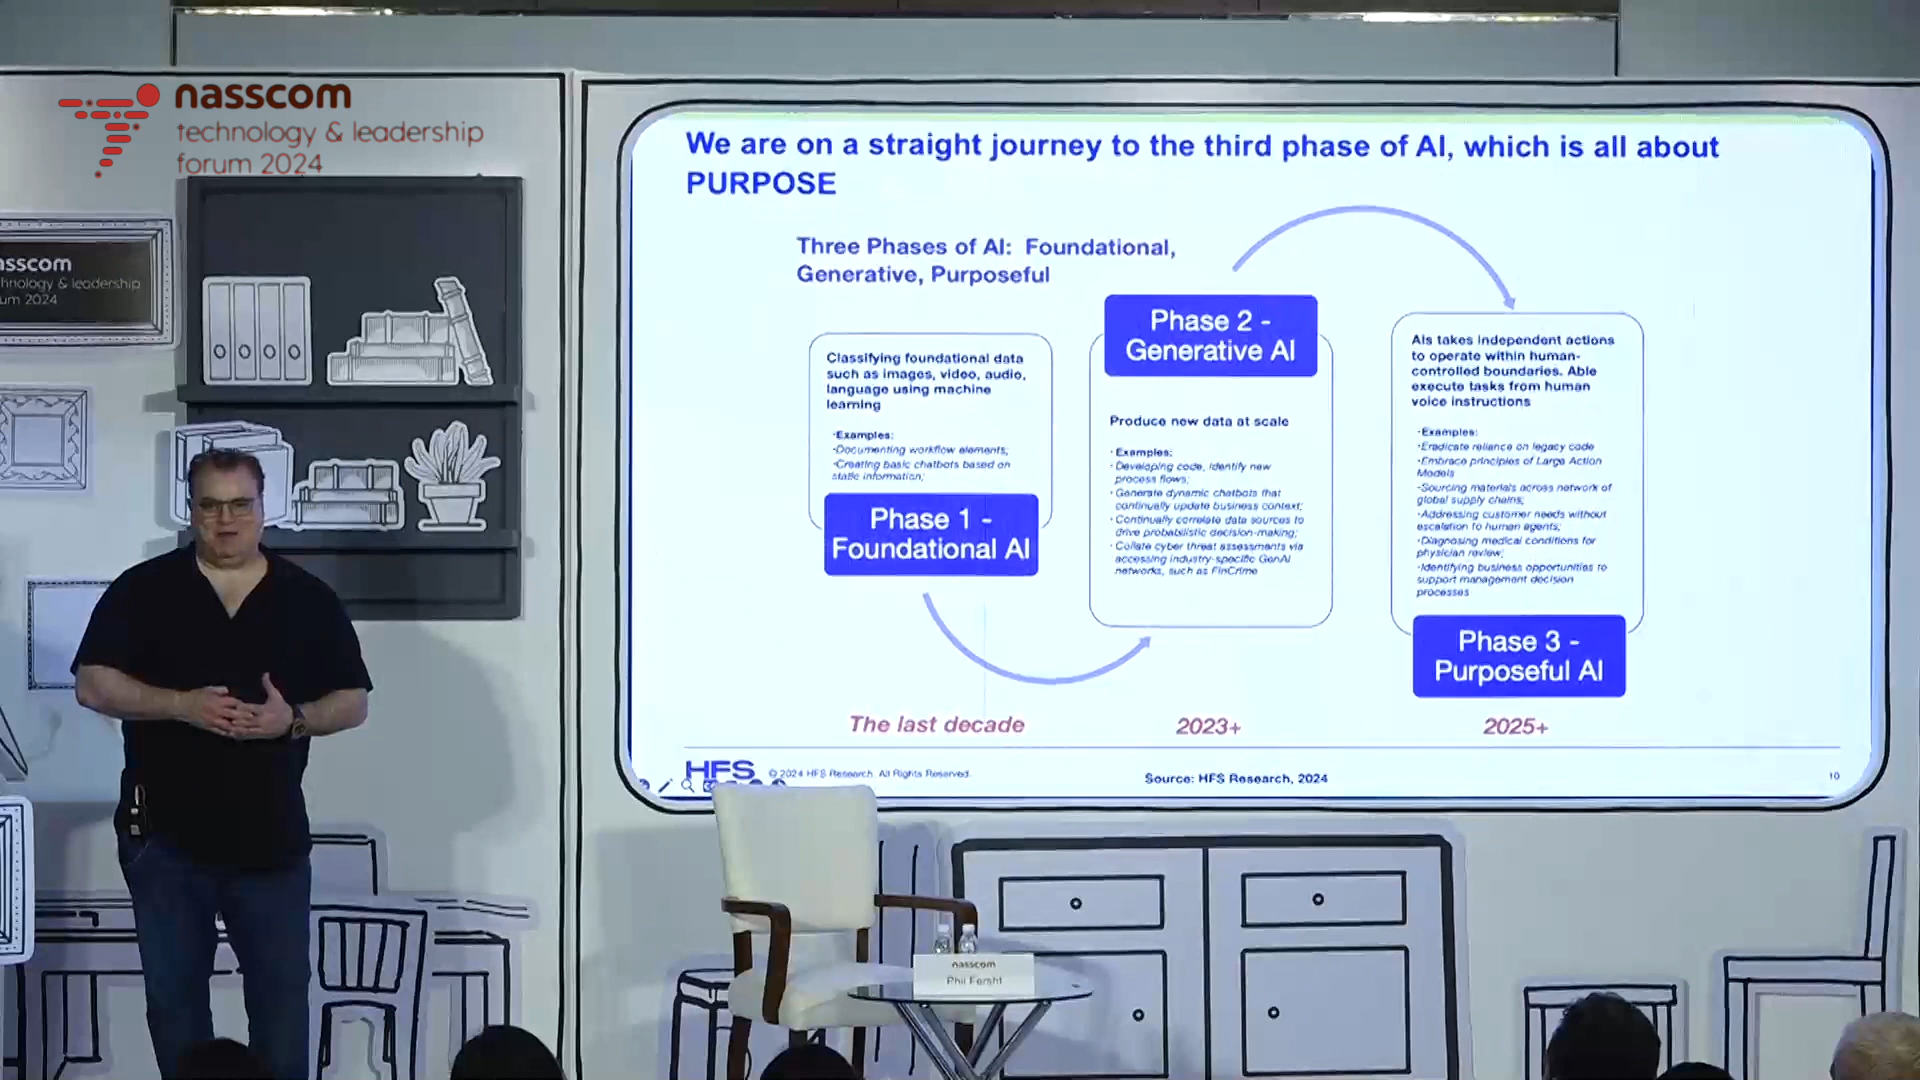 nasscom
technology & leadership
forum 2024
asscom
hnology & leadership
um 2024
We are on a straight journey to the third phase of AI, which is all about
PURPOSE
Three Phases of AI: Foundational,
Generative, Purposeful
Classifying foundational data
such as images, video, audio,
language using machine
learning
·Examples:
·Documenting workflow elements;
·Creating basic chatbots based on
static information;
Phase 1 -
Foundational AI
The last decade
Phase 2 -
Generative AI
Produce new data at scale
· Examples:
· Developing code, identify new
process flows;
· Generate dynamic chatbots that
continually update business context;
· Continually correlate data sources to
drive probabilistic decision-making;
· Collate cyber threat assessments via
accessing industry-specific GenAI
networks, such as FinCrime
2023+
AIs takes independent actions
to operate within human-
controlled boundaries. Able
execute tasks from human
voice instructions
·Examples:
·Eradicate reliance on legacy code
·Embrace principles of Large Action
Models
·Sourcing materials across network of
global supply chains;
·Addressing customer needs without
escalation to human agents;
·Diagnosing medical conditions for
physician review;
·Identifying business opportunities to
support management decision
processes
Phase 3 -
Purposeful AI
2025+
HFS
© 2024 HFS Research. All Rights Reserved.
Source: HFS Research, 2024
10
nasscom
Phil Fersht